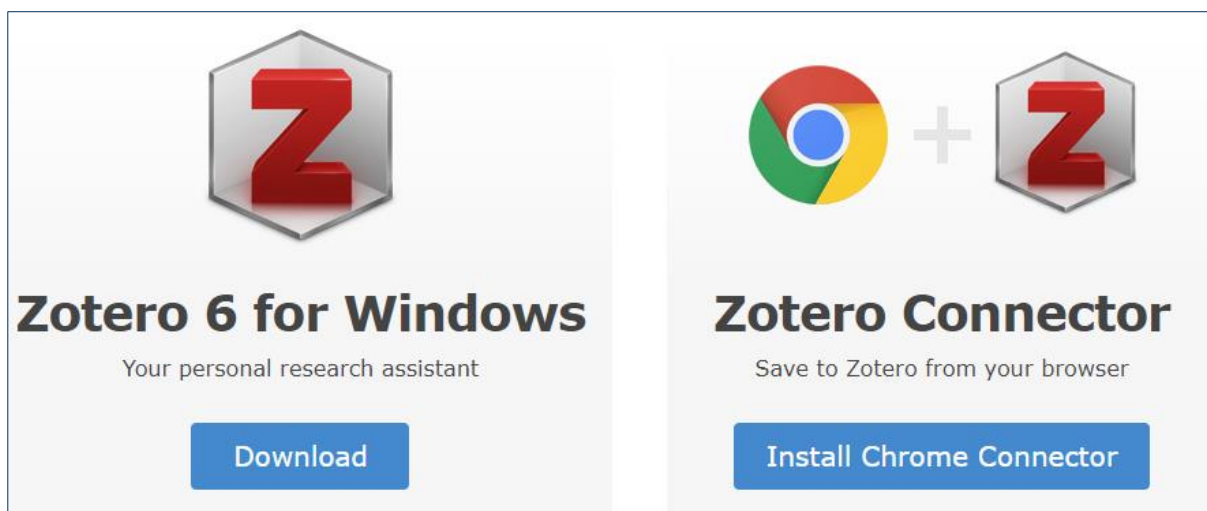 Zotero 6 for Windows
Your personal research assistant
Download
Zotero Connector
Save to Zotero from your browser
Install Chrome Connector